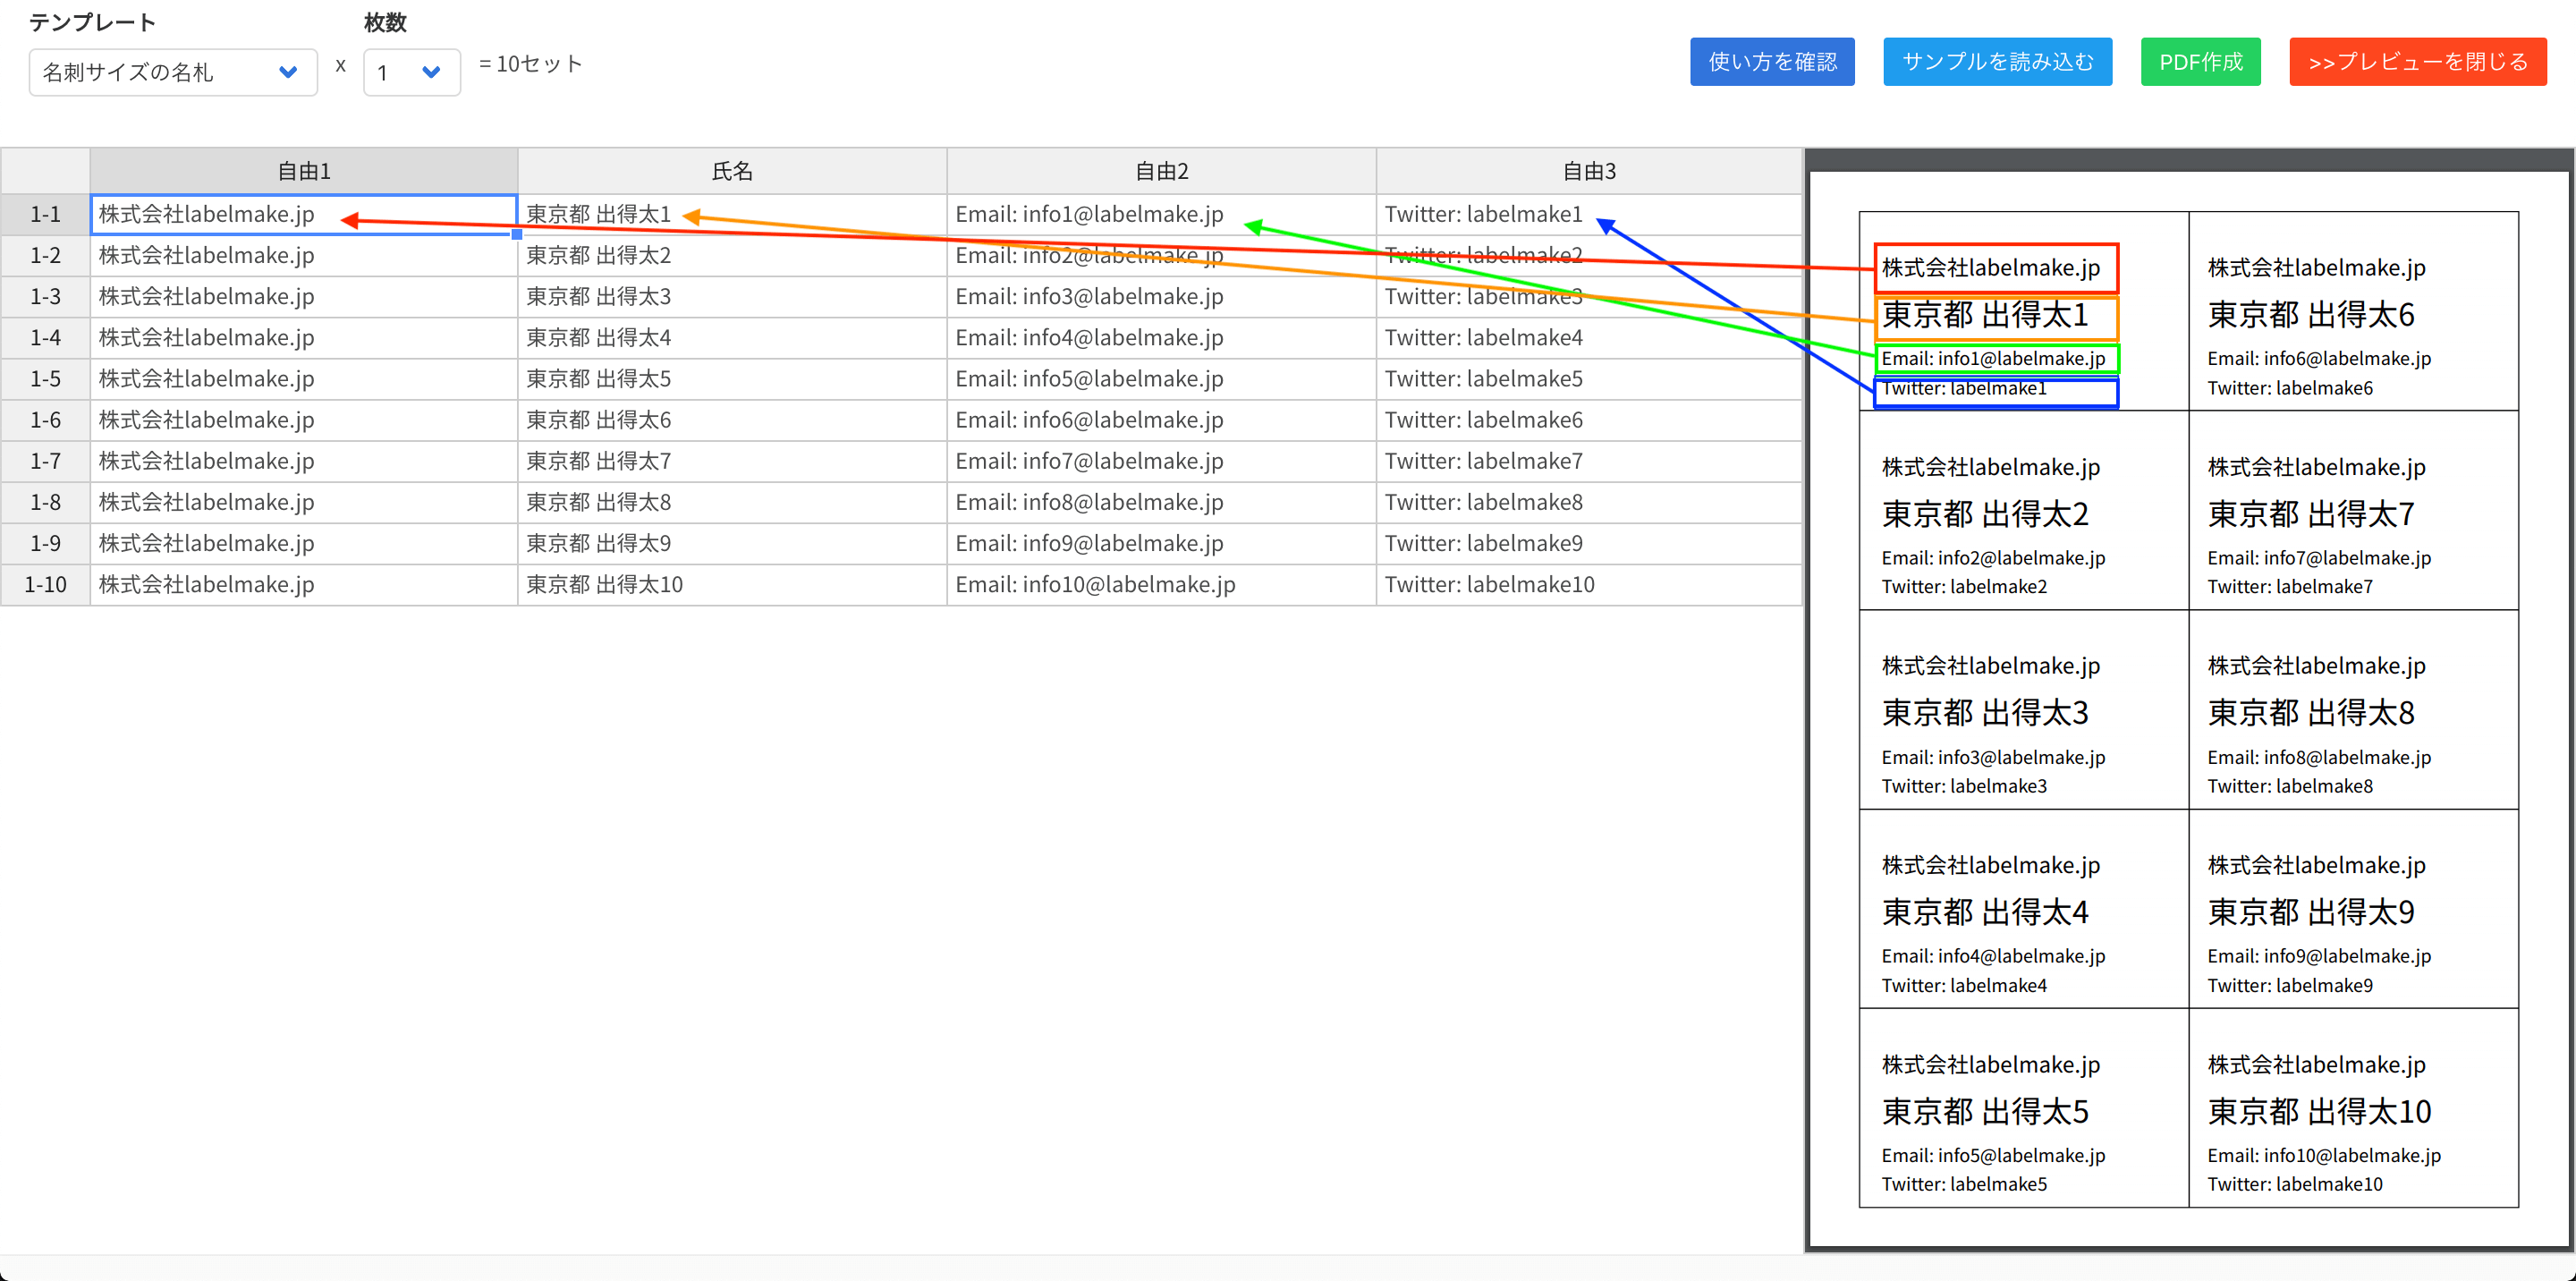 テンプレート 枚数
名刺サイズの名札 x 1 = 10セット 使い方を確認 サンプルを読み込む PDF作成 >>プレビューを閉じる
自由1 氏名 自由2 自由3
1-1 株式会社labelmake.jp 東京都 出得太1 Email: info1@labelmake.jp Twitter: labelmake1
1-2 株式会社labelmake.jp 東京都 出得太2 Email: info2@labelmake.jp Twitter: labelmake2
1-3 株式会社labelmake.jp 東京都 出得太3 Email: info3@labelmake.jp Twitter: labelmake3
1-4 株式会社labelmake.jp 東京都 出得太4 Email: info4@labelmake.jp Twitter: labelmake4
1-5 株式会社labelmake.jp 東京都 出得太5 Email: info5@labelmake.jp Twitter: labelmake5
1-6 株式会社labelmake.jp 東京都 出得太6 Email: info6@labelmake.jp Twitter: labelmake6
1-7 株式会社labelmake.jp 東京都 出得太7 Email: info7@labelmake.jp Twitter: labelmake7
1-8 株式会社labelmake.jp 東京都 出得太8 Email: info8@labelmake.jp Twitter: labelmake8
1-9 株式会社labelmake.jp 東京都 出得太9 Email: info9@labelmake.jp Twitter: labelmake9
1-10 株式会社labelmake.jp 東京都 出得太10 Email: info10@labelmake.jp Twitter: labelmake10
株式会社labelmake.jp
東京都 出得太1
Email: info1@labelmake.jp
Twitter: labelmake1
株式会社labelmake.jp
東京都 出得太6
Email: info6@labelmake.jp
Twitter: labelmake6
株式会社labelmake.jp
東京都 出得太2
Email: info2@labelmake.jp
Twitter: labelmake2
株式会社labelmake.jp
東京都 出得太7
Email: info7@labelmake.jp
Twitter: labelmake7
株式会社labelmake.jp
東京都 出得太3
Email: info3@labelmake.jp
Twitter: labelmake3
株式会社labelmake.jp
東京都 出得太8
Email: info8@labelmake.jp
Twitter: labelmake8
株式会社labelmake.jp
東京都 出得太4
Email: info4@labelmake.jp
Twitter: labelmake4
株式会社labelmake.jp
東京都 出得太9
Email: info9@labelmake.jp
Twitter: labelmake9
株式会社labelmake.jp
東京都 出得太5
Email: info5@labelmake.jp
Twitter: labelmake5
株式会社labelmake.jp
東京都 出得太10
Email: info10@labelmake.jp
Twitter: labelmake10